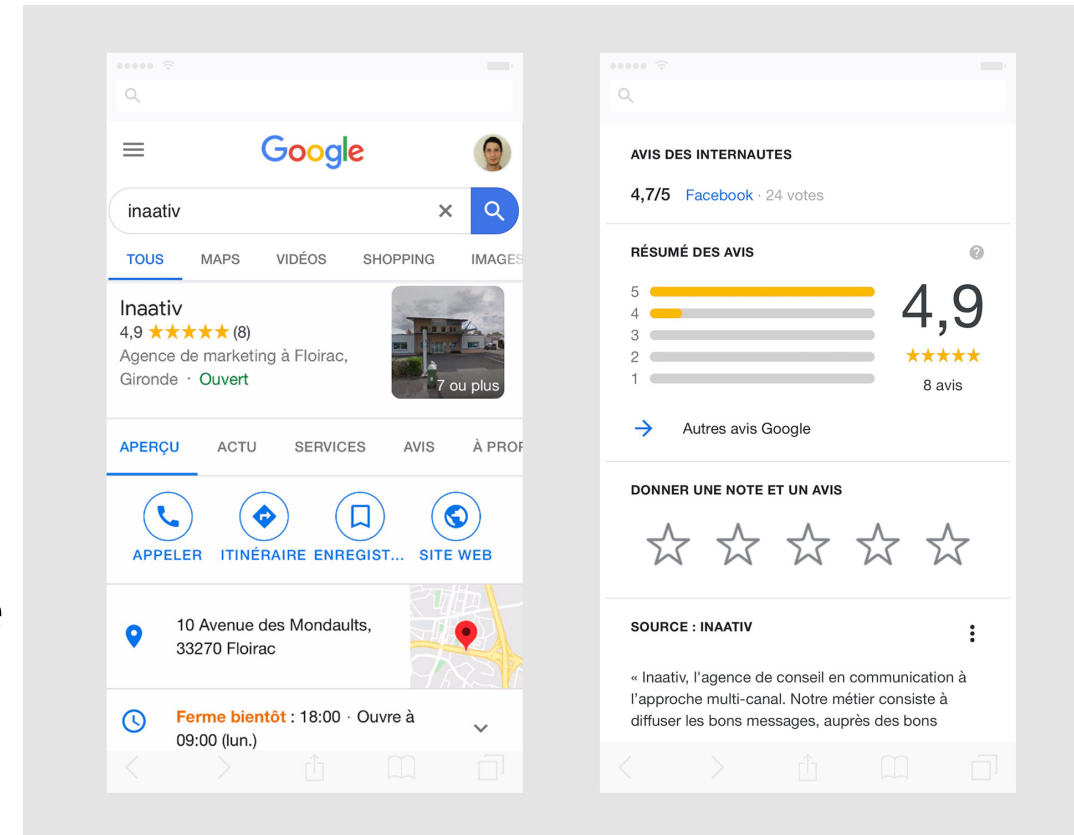 Google
inaativ
TOUS MAPS VIDÉOS SHOPPING IMAGES
Inaativ
4,9 (8)
Agence de marketing à Floirac,
Gironde · Ouvert
7 ou plus
APERÇU ACTU SERVICES AVIS À PROP
APPELER ITINÉRAIRE ENREGIST... SITE WEB
10 Avenue des Mondaults,
33270 Floirac
Ferme bientôt : 18:00 · Ouvre à
09:00 (lun.)
AVIS DES INTERNAUTES
4,7/5 Facebook · 24 votes
RÉSUMÉ DES AVIS ?
5
4
3
2
1
4,9
8 avis
Autres avis Google
DONNER UNE NOTE ET UN AVIS
SOURCE : INAATIV
« Inaativ, l'agence de conseil en communication à
l'approche multi-canal. Notre métier consiste à
diffuser les bons messages, auprès des bons